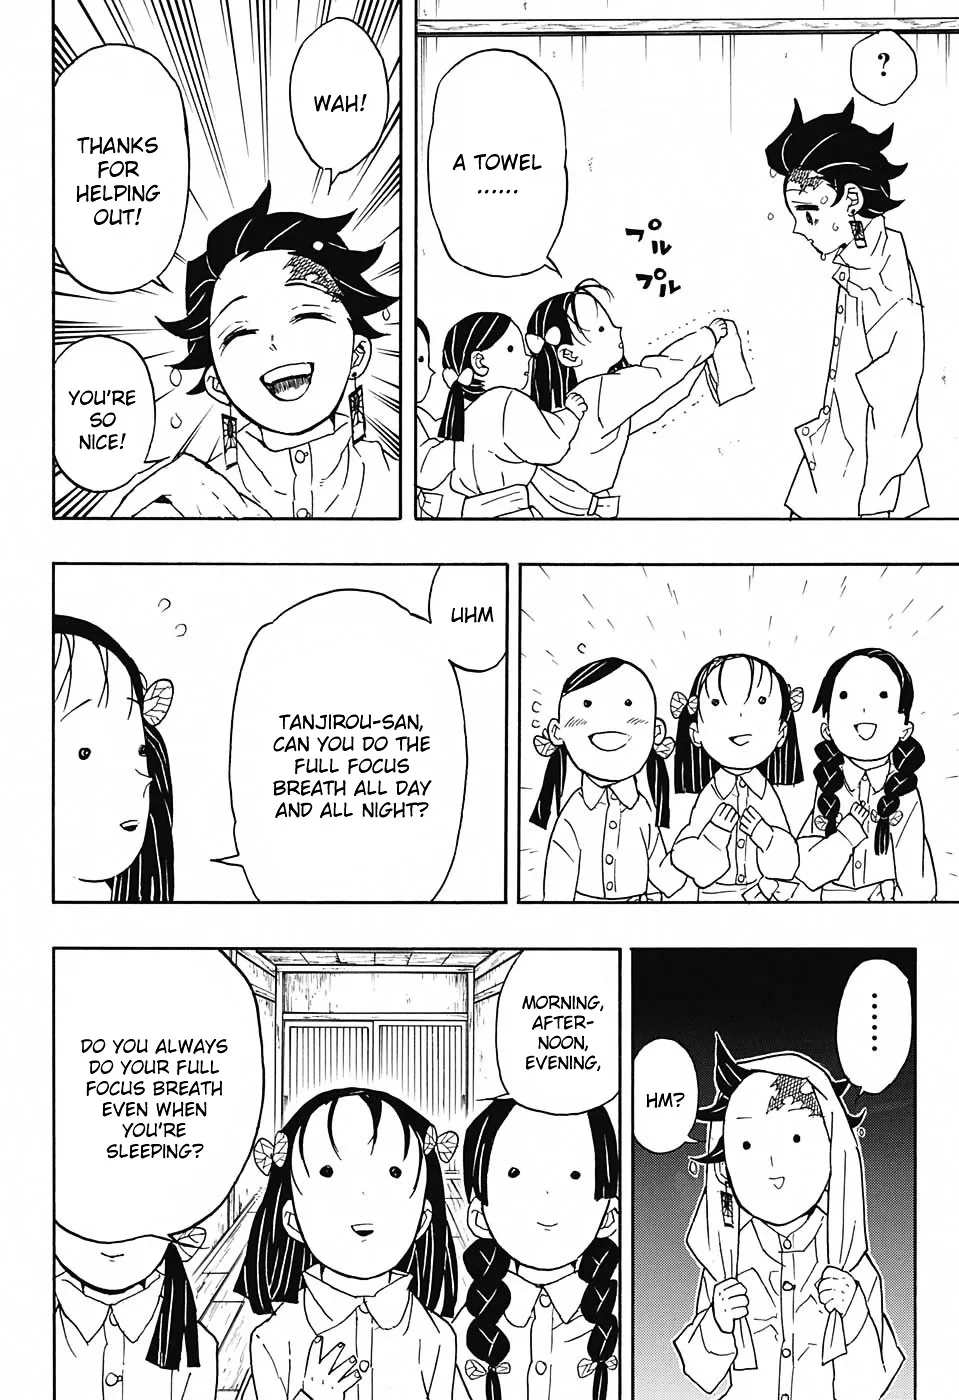 ?
A TOWEL
......
プル
プル
WAH!
THANKS
FOR
HELPING
OUT!
YOU'RE
SO
NICE!
UHM
TANJIROU-SAN,
CAN YOU DO THE
FULL FOCUS
BREATH ALL DAY
AND ALL NIGHT?
......
HM?
MORNING,
AFTER-
NOON,
EVENING,
DO YOU ALWAYS
DO YOUR FULL
FOCUS BREATH
EVEN WHEN
YOU'RE
SLEEPING?